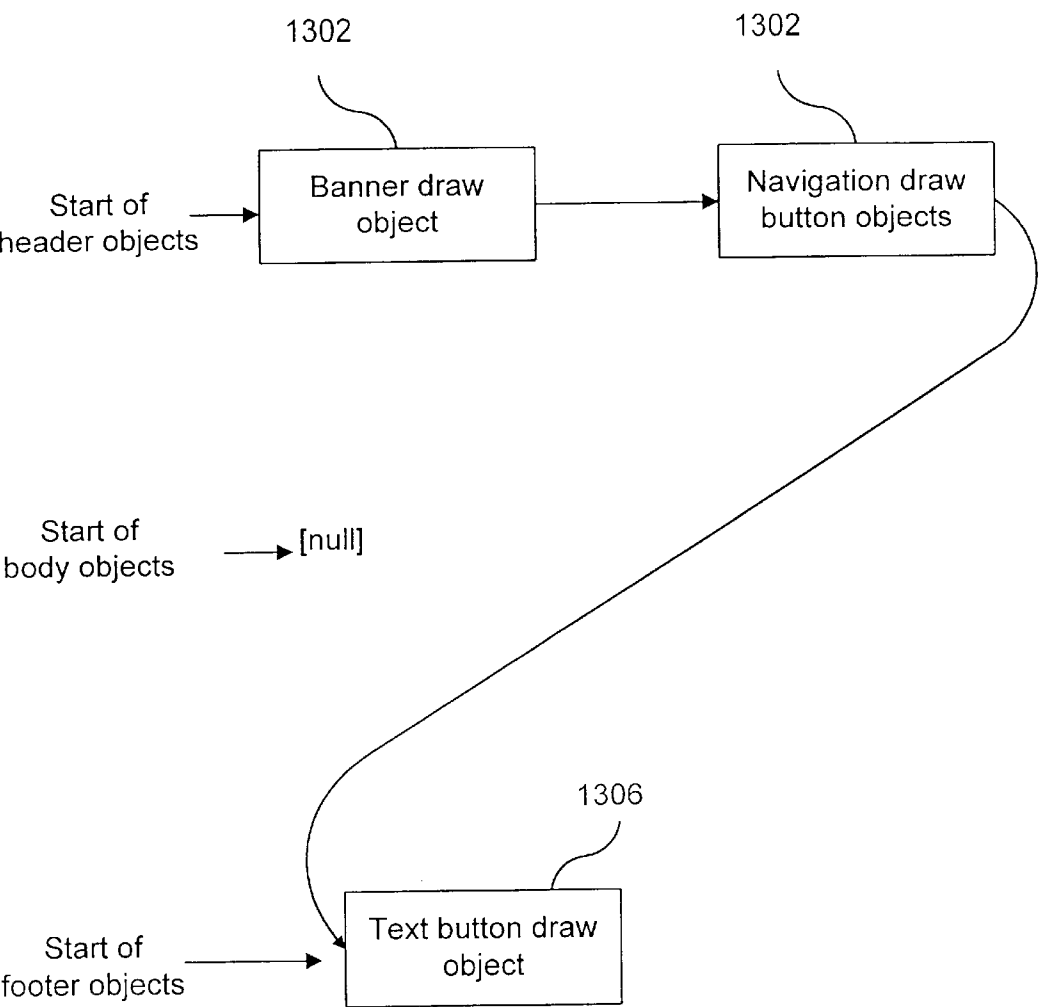 1302
1302
Start of
header objects
Banner draw
object
Navigation draw
button objects
Start of
body objects
[null]
1306
Start of
footer objects
Text button draw
object